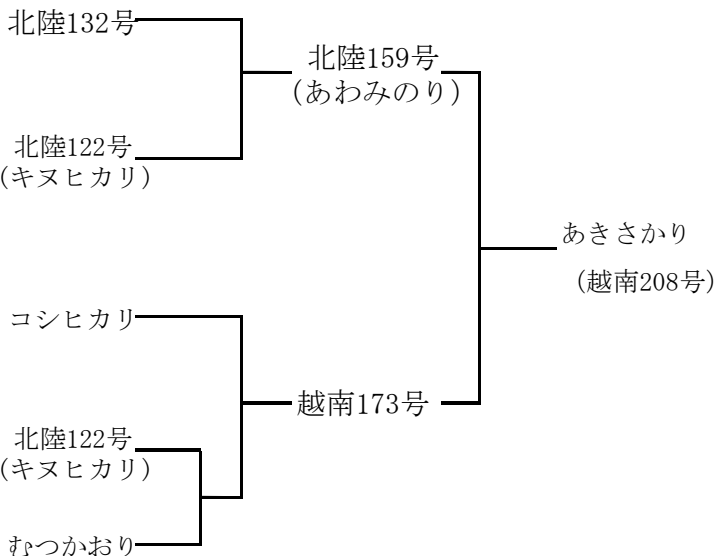 北陸132号
北陸159号
(あわみのり)
北陸122号
(キヌヒカリ)
あきさかり
(越南208号)
コシヒカリ
越南173号
北陸122号
(キヌヒカリ)
むつかおり